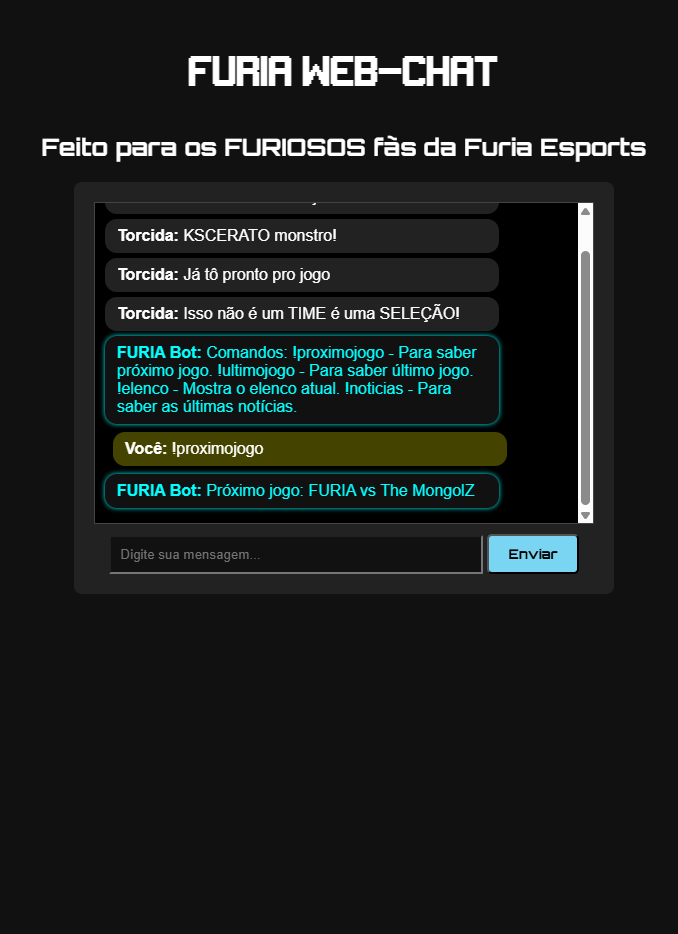 FURIA WEB-CHAT
Feito para os FURIOSOS fãs da Furia Esports
Torcida: KSCERATO monstro!
Torcida: Já tô pronto pro jogo
Torcida: Isso não é um TIME é uma SELEÇÃO!
FURIA Bot: Comandos: !proximojogo - Para saber
próximo jogo. !ultimojogo - Para saber último jogo.
!elenco - Mostra o elenco atual. !noticias - Para
saber as últimas notícias.
Você: !proximojogo
FURIA Bot: Próximo jogo: FURIA vs The MongolZ
Digite sua mensagem...
Enviar